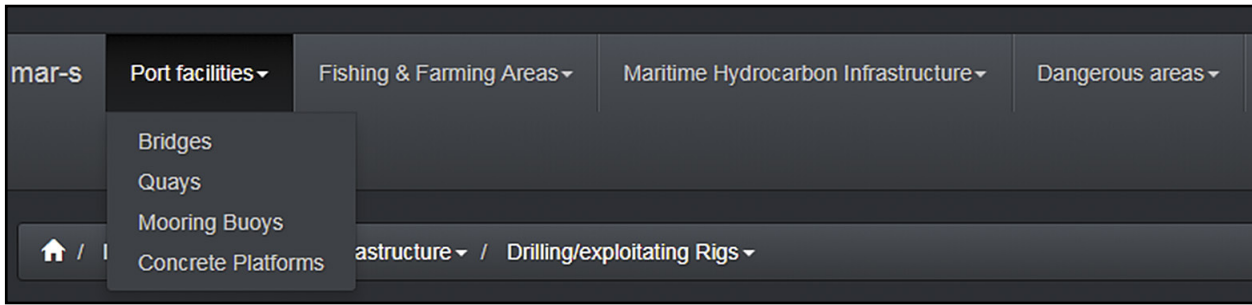 mar-s Port facilities Fishing & Farming Areas Maritime Hydrocarbon Infrastructure Dangerous areas
Bridges
Quays
Mooring Buoys
Concrete Platforms
/ astructure / Drilling/exploitating Rigs